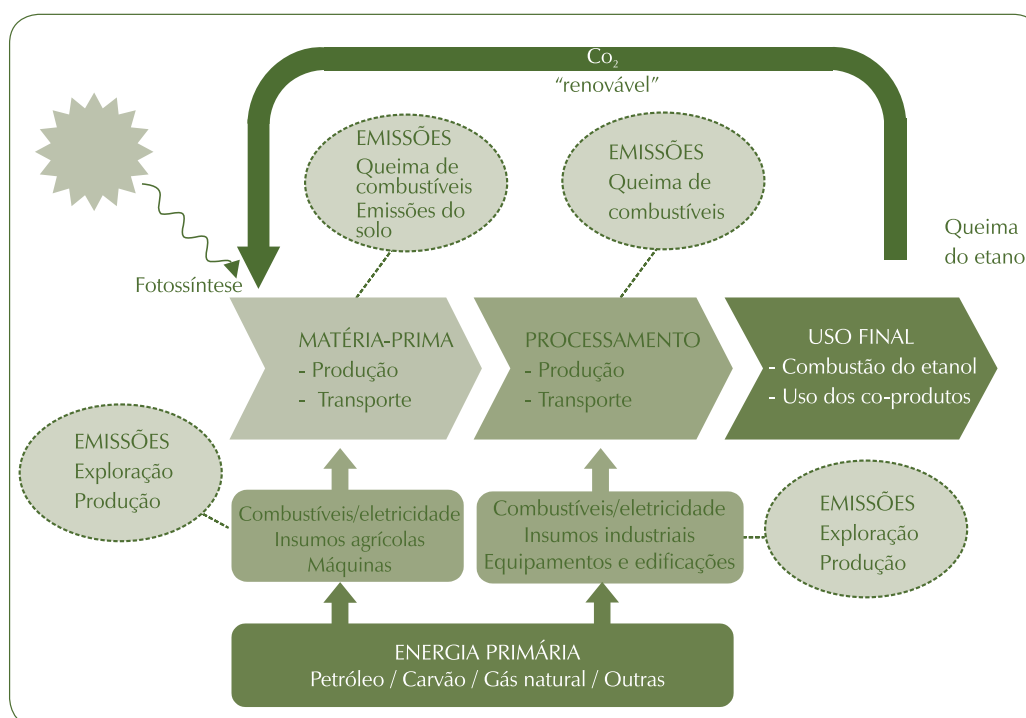 Co₂
“renovável”
EMISSÕES
Queima de
combustíveis
Emissões do
solo
EMISSÕES
Queima de
combustíveis
Queima
do etanol
Fotossíntese
MATÉRIA-PRIMA
- Produção
- Transporte
PROCESSAMENTO
- Produção
- Transporte
USO FINAL
- Combustão do etanol
- Uso dos co-produtos
EMISSÕES
Exploração
Produção
Combustíveis/eletricidade
Insumos agrícolas
Máquinas
Combustíveis/eletricidade
Insumos industriais
Equipamentos e edificações
EMISSÕES
Exploração
Produção
ENERGIA PRIMÁRIA
Petróleo / Carvão / Gás natural / Outras